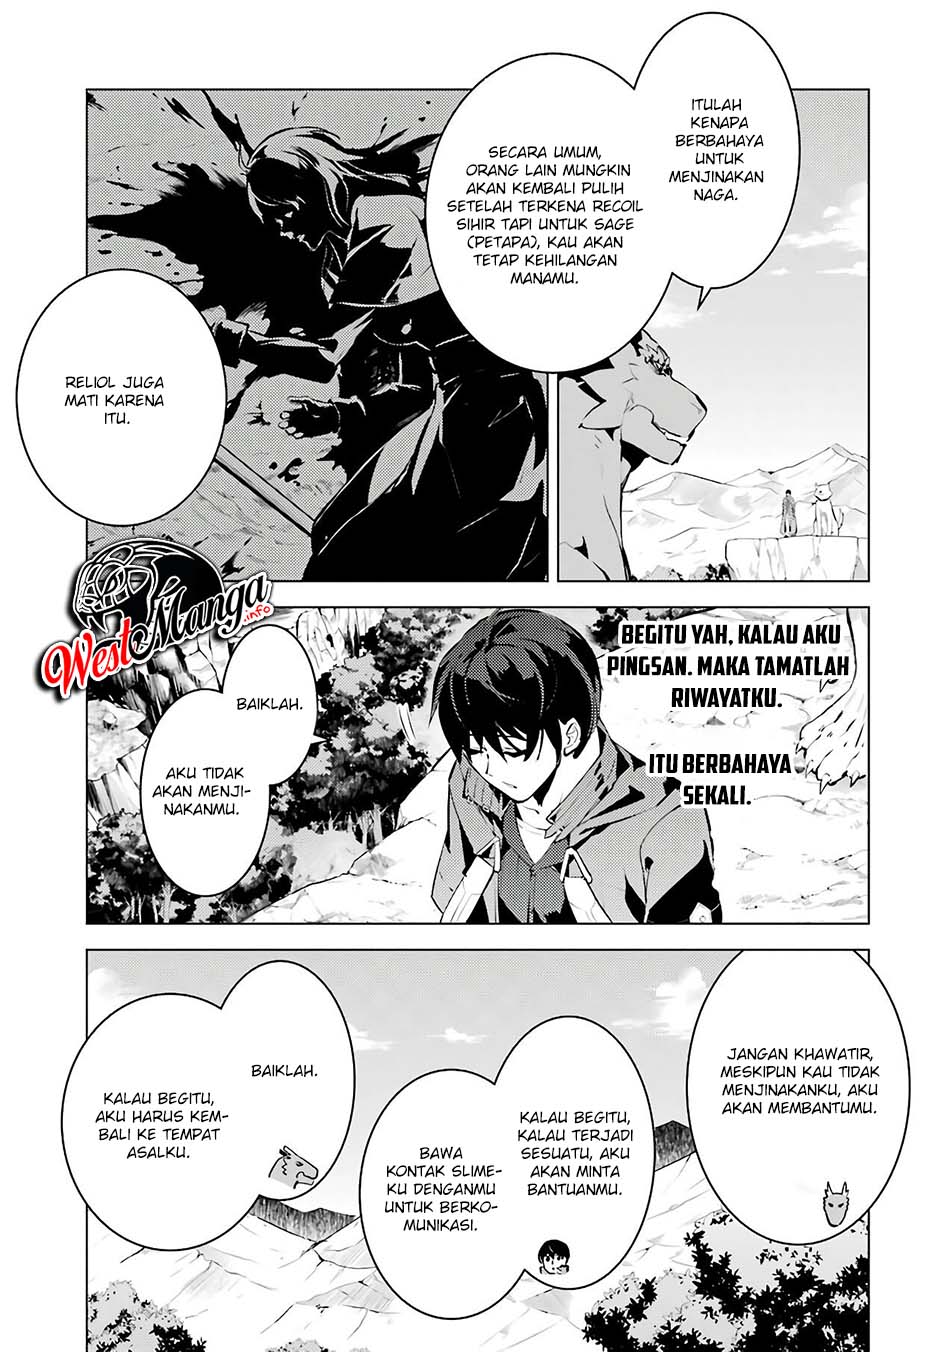 ITULAH
KENAPA
BERBAHAYA
UNTUK
MENJINAKAN
NAGA.
SECARA UMUM,
ORANG LAIN MUNGKIN
AKAN KEMBALI PULIH
SETELAH TERKENA RECOIL
SIHIR TAPI UNTUK SAGE
(PETAPA), KAU AKAN
TETAP KEHILANGAN
MANAMU.
RELIOL JUGA
MATI KARENA
ITU.
WestManga
.info
BEGITU YAH, KALAU AKU
PINGSAN. MAKA TAMATLAH
RIWAYATKU.
ITU BERBAHAYA
SEKALI.
BAIKLAH.
AKU TIDAK
AKAN MENJI-
NAKANMU.
JANGAN KHAWATIR,
MESKIPUN KAU TIDAK
MENJINAKANKU, AKU
AKAN MEMBANTUMU.
KALAU BEGITU,
KALAU TERJADI
SESUATU, AKU
AKAN MINTA
BANTUANMU.
BAWA
KONTAK SLIME-
KU DENGANMU
UNTUK BERKO-
MUNIKASI.
BAIKLAH.
KALAU BEGITU,
AKU HARUS KEM-
BALI KE TEMPAT
ASALKU.